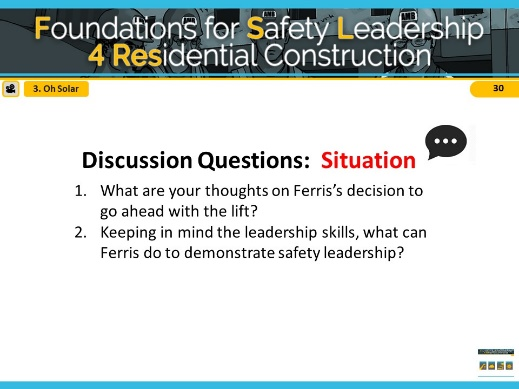 Foundations for Safety Leadership
4 Residential Construction
3. Oh Solar
30
Discussion Questions: Situation
1. What are your thoughts on Ferris's decision to
go ahead with the lift?
2. Keeping in mind the leadership skills, what can
Ferris do to demonstrate safety leadership?